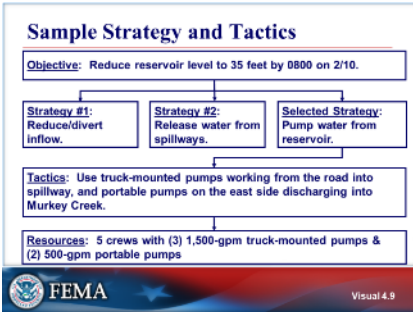 Sample Strategy and Tactics
Objective: Reduce reservoir level to 35 feet by 0800 on 2/10.
Strategy #1:
Reduce/divert
inflow.
Strategy #2:
Release water from
spillways.
Selected Strategy:
Pump water from
reservoir.
Tactics: Use truck-mounted pumps working from the road into
spillway, and portable pumps on the east side discharging into
Murkey Creek.
Resources: 5 crews with (3) 1,500-gpm truck-mounted pumps &
(2) 500-gpm portable pumps
FEMA
Visual 4.9